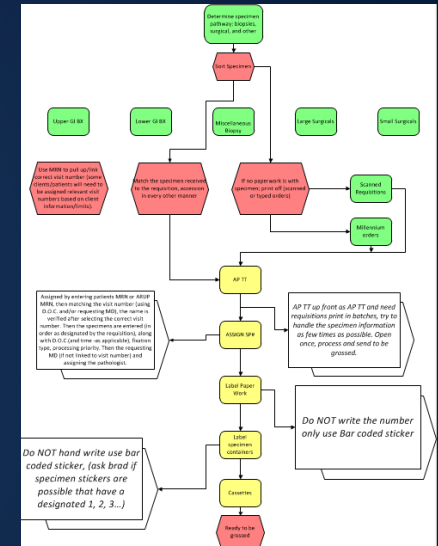 Determine specimen
pathway: biopsies,
surgical, and other
Sort Specimen
Upper GI BX
Lower GI BX
Miscellaneous
Biopsy
Large Surgicals
Small Surgicals
Use MRN to pull up/link
correct visit number (some
clients/patients will need
to be assigned relevant visit
numbers based on client
information/limits).
Match the specimen received
to the requisition, accession
in every other manner
If no paperwork is with
specimen; print off (scanned
or typed orders)
Scanned
Requisitions
Millennium
orders
AP TT
Assigned by entering patients MRN or ARUP
MRN, then matching the visit number (using
D.O.C. and/or requesting MD), the name is
verified after selecting the correct visit
number. Then the specimens are entered (in
order as designated by the requisition), along
with D.O.C (and time -as applicable), fixation
type, processing priority. Then the requesting
MD (if not linked to visit number) and
assigning the pathologist.
ASSIGN SP#
AP TT up front as AP TT and need
requisitions print in batches, try to
handle the specimen information
as few times as possible. Open
once, process and send to be
grossed.
Label Paper
Work
Do NOT write the number
only use Bar coded sticker
Label
specimen
containers
Do NOT hand write use bar
coded sticker, (ask brad if
specimen stickers are
possible that have a
designated 1, 2, 3...)
Cassettes
Ready to be
grossed